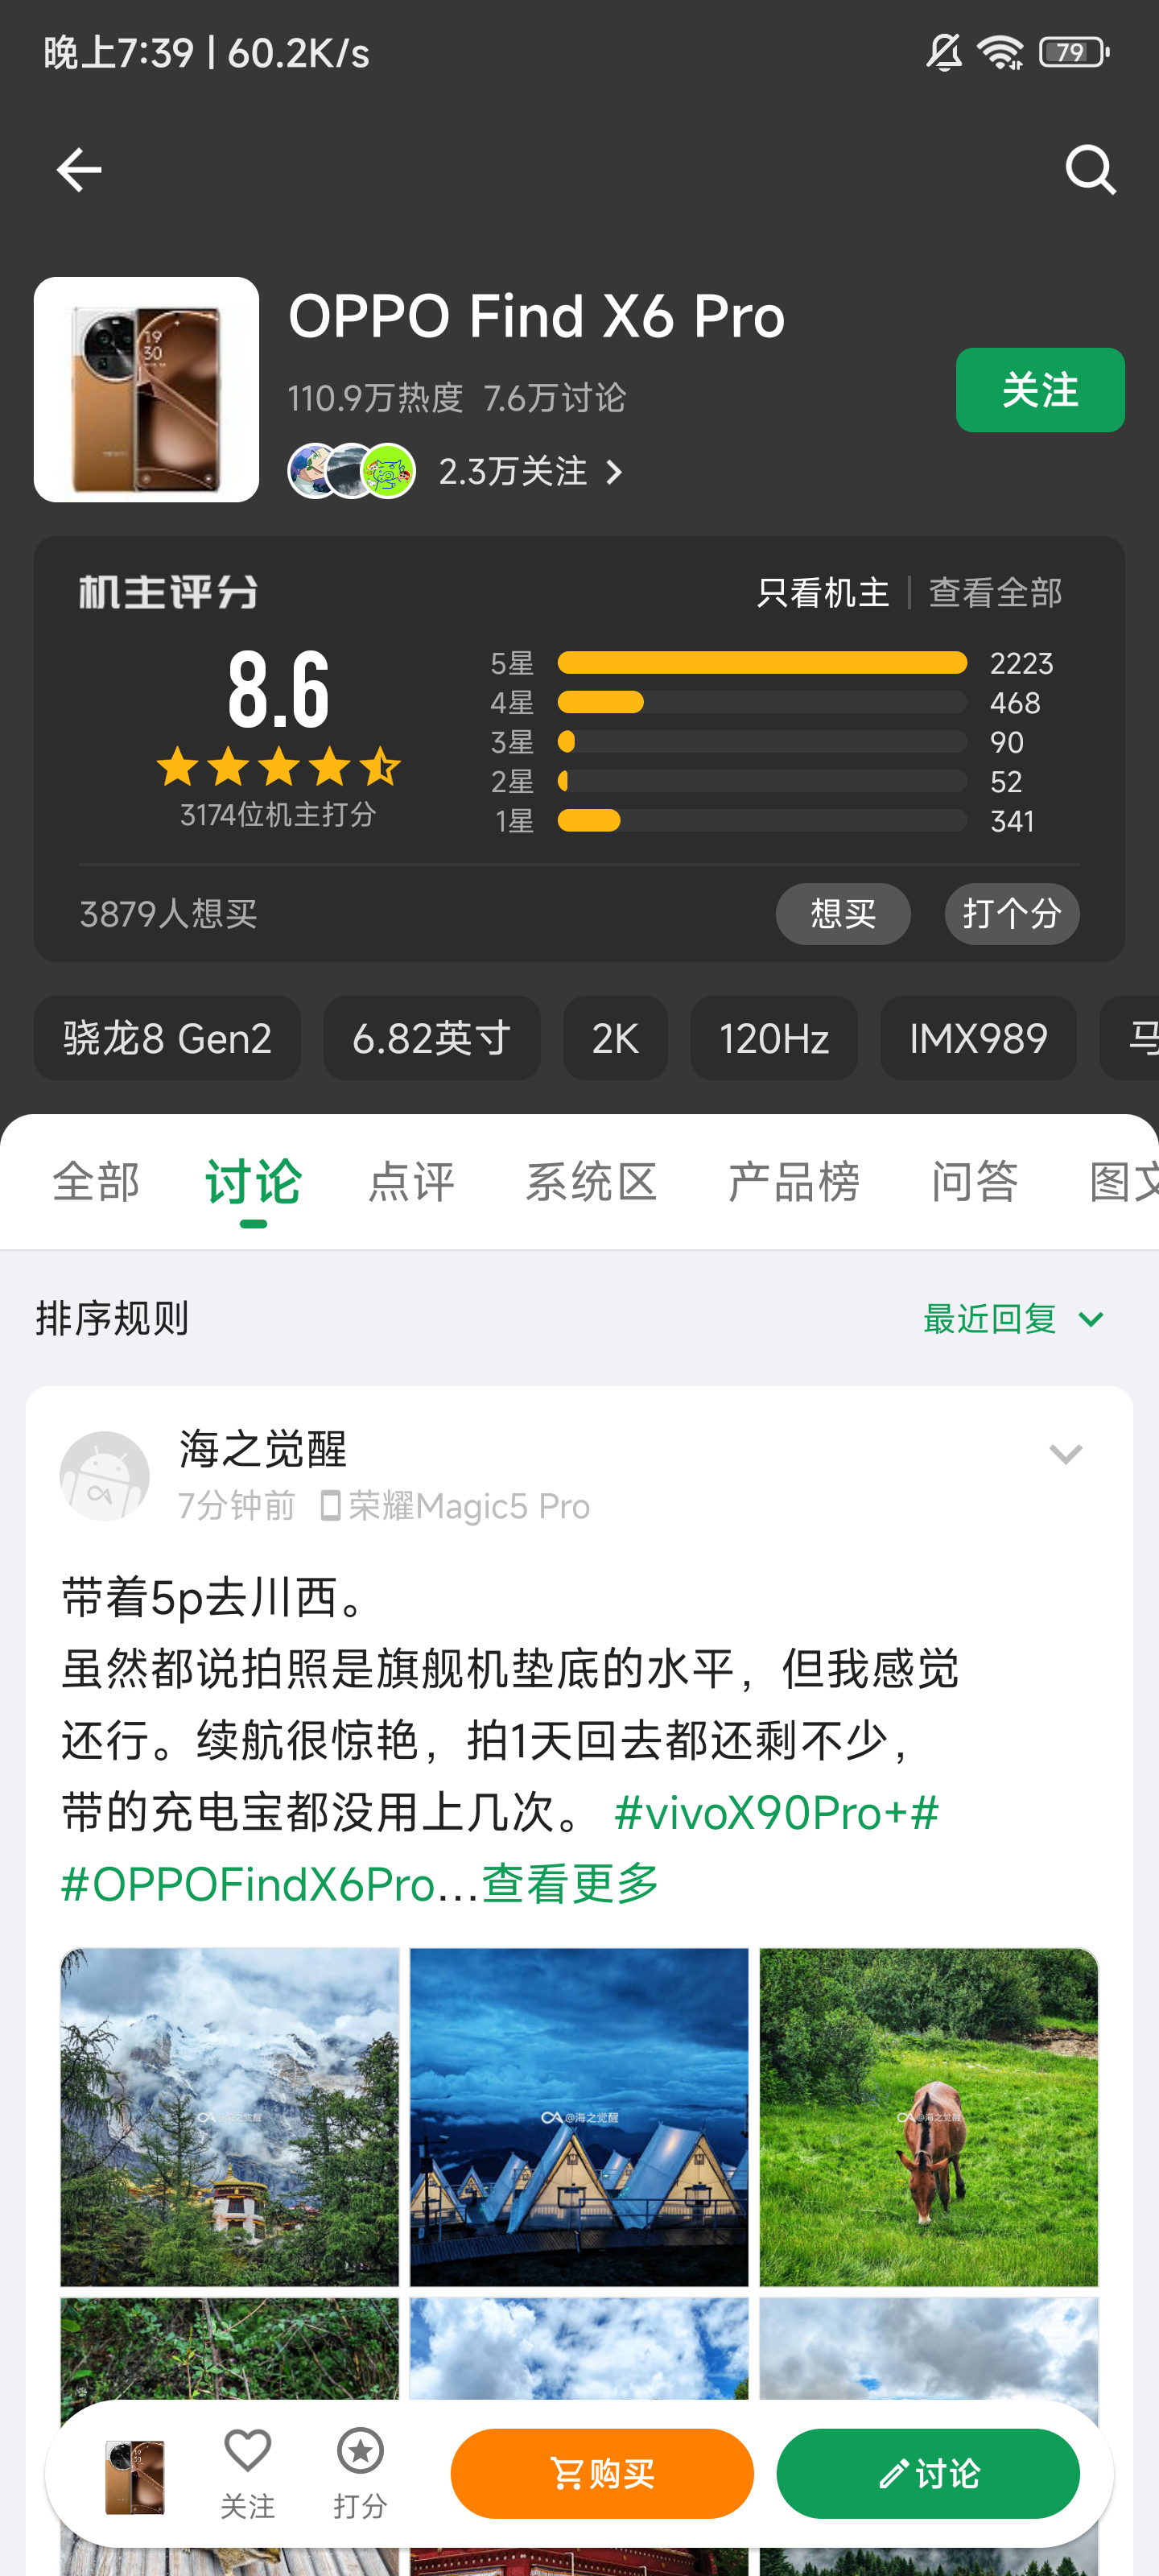 晚上7:39 | 60.2K/s
79
OPPO Find X6 Pro
110.9万热度 7.6万讨论
关注
2.3万关注
机主评分
只看机主 | 查看全部
8.6
3174位机主打分
5星 2223
4星 468
3星 90
2星 52
1星 341
3879人想买
想买
打个分
骁龙8 Gen2
6.82英寸
2K
120Hz
IMX989
马
全部 讨论 点评 系统区 产品榜 问答 图文
排序规则
最近回复
海之觉醒
7分钟前 荣耀Magic5 Pro
带着5p去川西。
虽然都说拍照是旗舰机垫底的水平，但我感觉
还行。续航很惊艳，拍1天回去都还剩不少，
带的充电宝都没用上几次。 #vivoX90Pro+#
#OPPOFindX6Pro...查看更多
@海之觉醒
@海之觉醒
@海之觉醒
关注
打分
购买
讨论